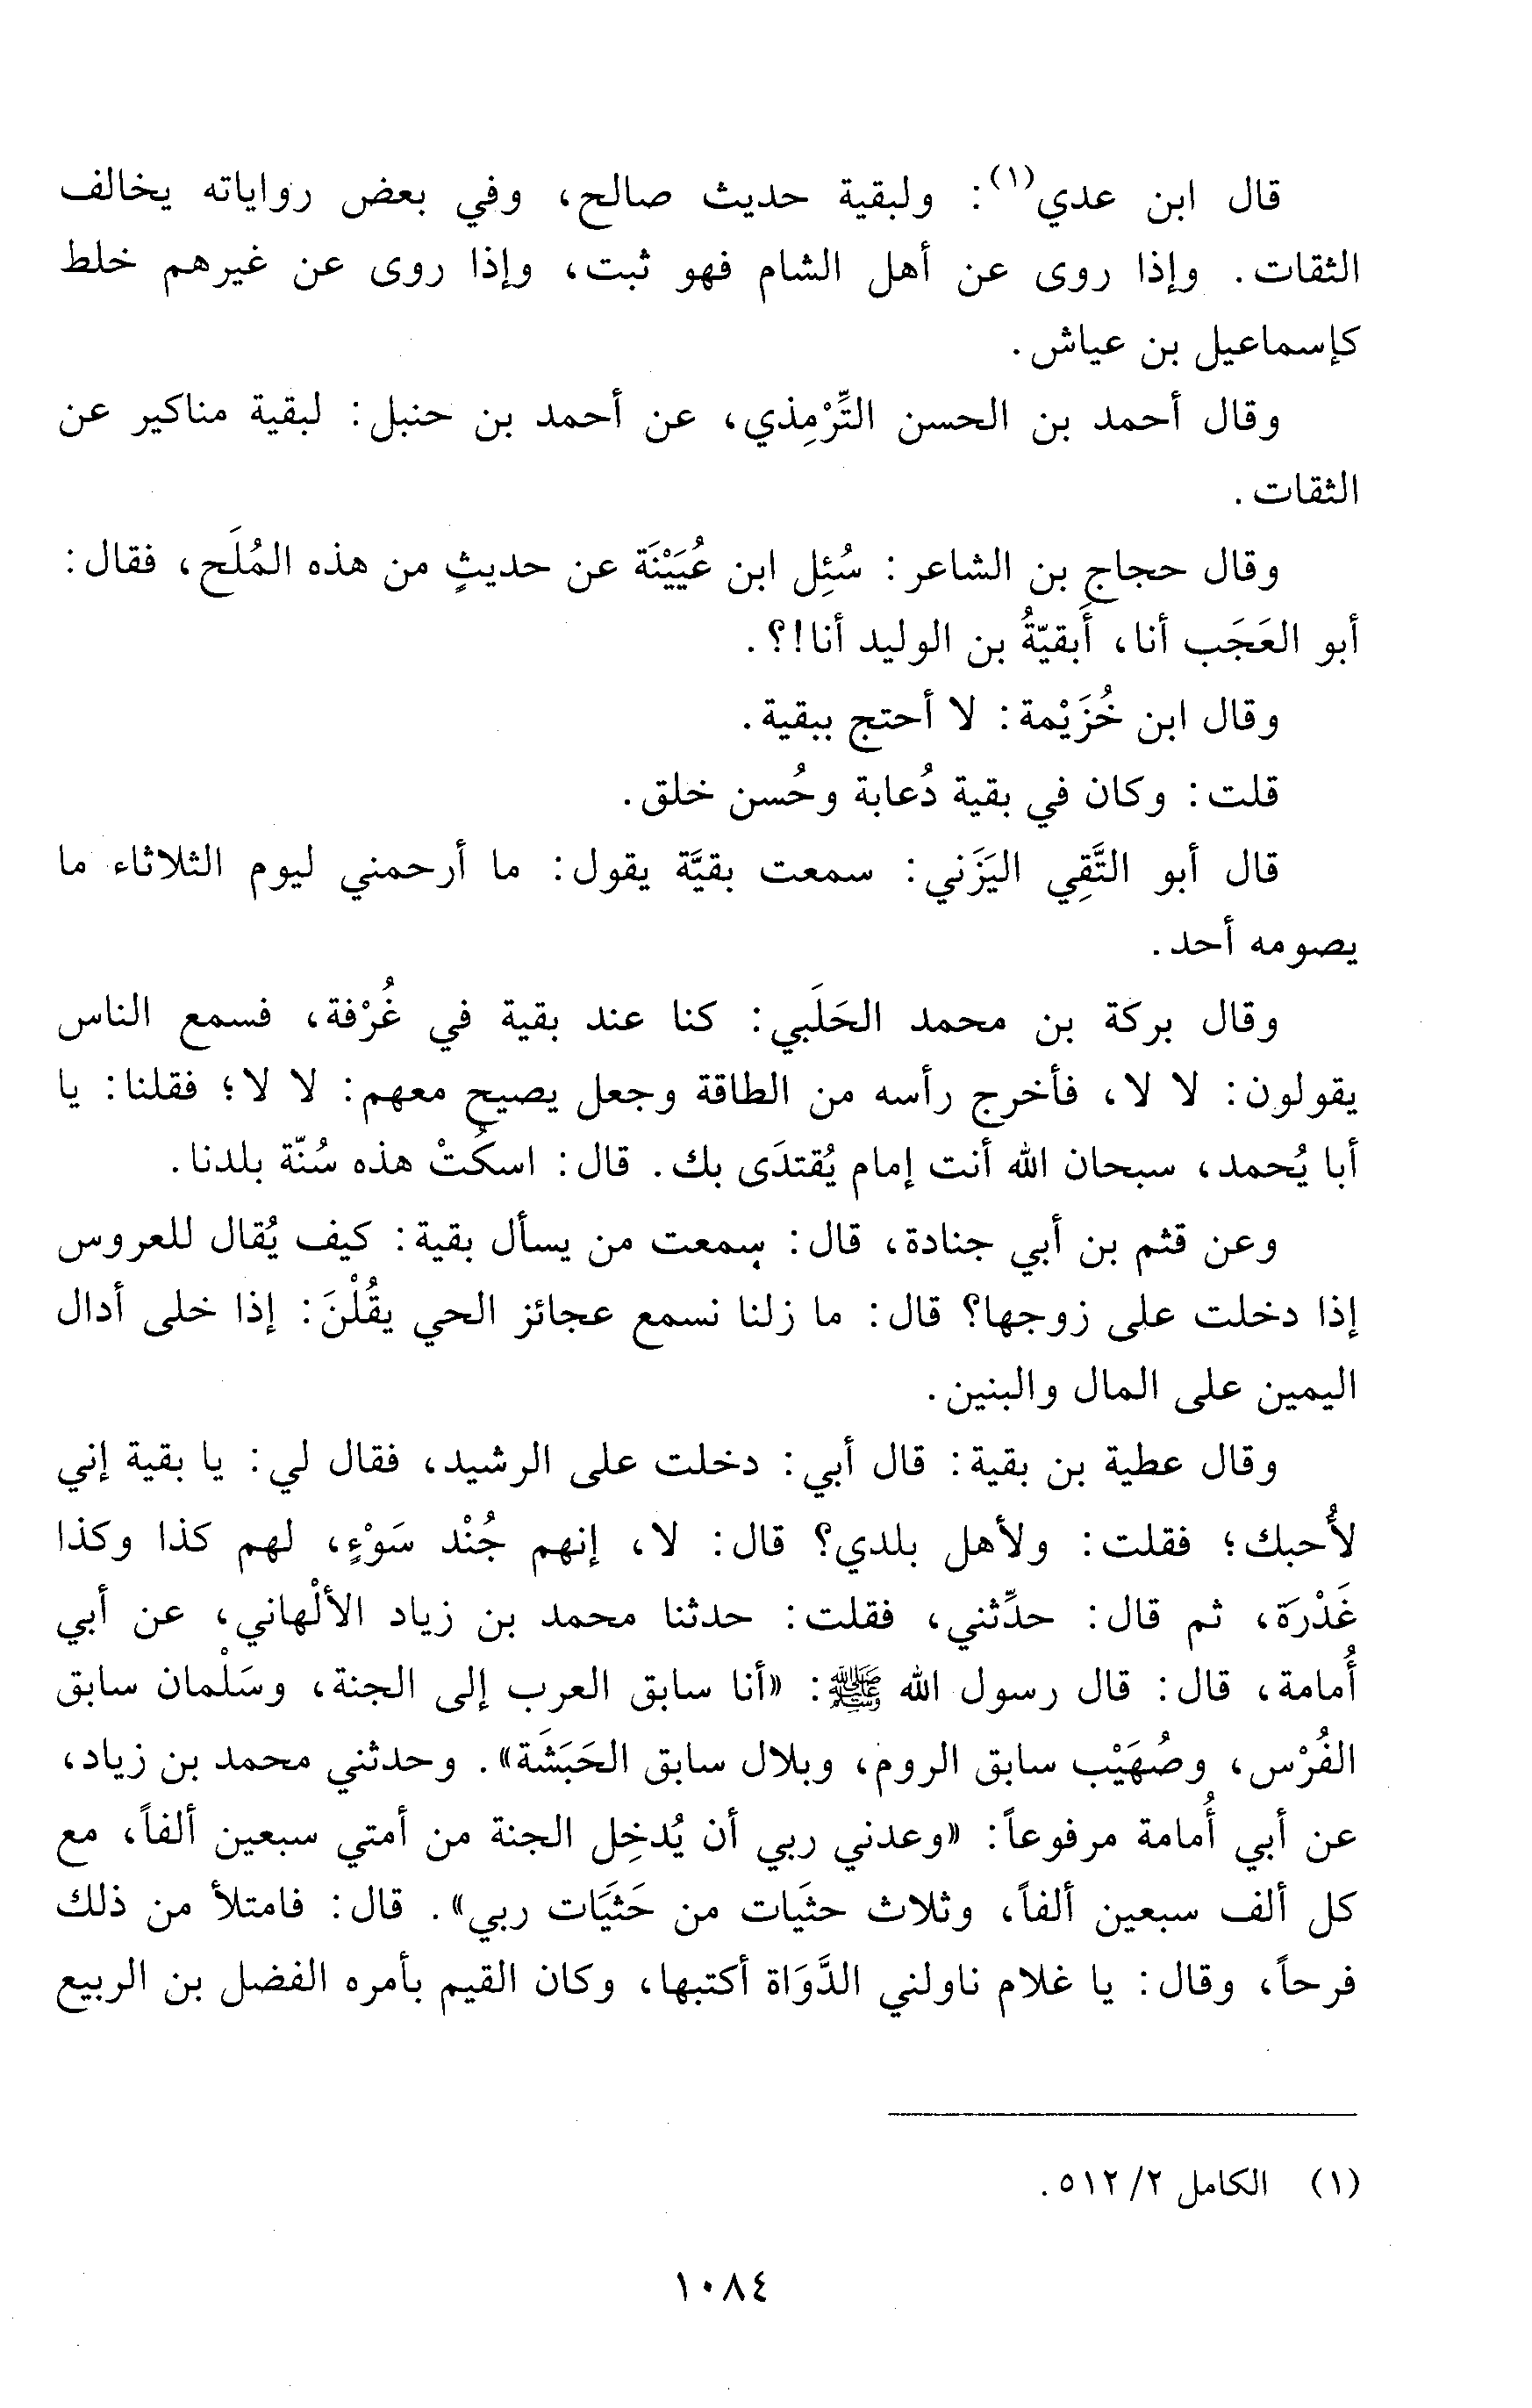 قال ابن عدي(١): ولبقية حديث صالح، وفي بعض رواياته يخالف
الثقات. وإذا روى عن أهل الشام فهو ثبت، وإذا روى عن غيرهم خلط
كإسماعيل بن عياش.
وقال أحمد بن الحسن التِّرْمِذي، عن أحمد بن حنبل: لبقية مناكير عن
الثقات.
وقال حجاج بن الشاعر: سُئِل ابن عُيَيْنَة عن حديثٍ من هذه المُلَح، فقال:
أبو العَجَب أنا، أَبقيّةُ بن الوليد أنا!؟.
وقال ابن خُزَيْمة: لا أحتج ببقية.
قلت: وكان في بقية دُعابة وحُسن خلق.
قال أبو التَّقِي اليَزَني: سمعت بقيَّة يقول: ما أرحمني ليوم الثلاثاء ما
يصومه أحد.
وقال بركة بن محمد الحَلَبي: كنا عند بقية في غُرْفة، فسمع الناس
يقولون: لا لا، فأخرج رأسه من الطاقة وجعل يصيح معهم: لا لا؛ فقلنا: يا
أبا يُحمد، سبحان الله أنت إمام يُقتدَى بك. قال: اسكُتْ هذه سُنّة بلدنا.
وعن قثم بن أبي جنادة، قال: سمعت من يسأل بقية: كيف يُقال للعروس
إذا دخلت على زوجها؟ قال: ما زلنا نسمع عجائز الحي يقُلْنَ: إذا خلى أدال
اليمين على المال والبنين.
وقال عطية بن بقية: قال أبي: دخلت على الرشيد، فقال لي: يا بقية إني
لأُحبك؛ فقلت: ولأهل بلدي؟ قال: لا، إنهم جُنْد سَوْءٍ، لهم كذا وكذا
غَدْرَة، ثم قال: حدِّثني، فقلت: حدثنا محمد بن زياد الألْهاني، عن أبي
أُمامة، قال: قال رسول الله ﷺ: «أنا سابق العرب إلى الجنة، وسَلْمان سابق
الفُرْس، وصُهَيْب سابق الروم، وبلال سابق الحَبَشَة». وحدثني محمد بن زياد،
عن أبي أُمامة مرفوعاً: «وعدني ربي أن يُدخِل الجنة من أمتي سبعين ألفاً، مع
كل ألف سبعين ألفاً، وثلاث حثَيات من حَثَيَات ربي». قال: فامتلأ من ذلك
فرحاً، وقال: يا غلام ناولني الدَّوَاة أكتبها، وكان القيم بأمره الفضل بن الربيع
(١) الكامل ٢/ ٥١٢.
١٠٨٤